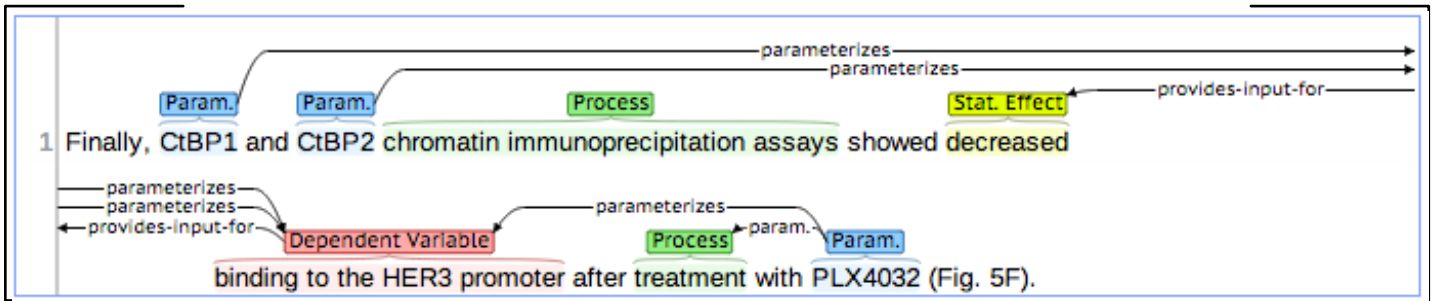 parameterizes
parameterizes
provides-input-for
Param. Param. Process Stat. Effect
1 Finally, CtBP1 and CtBP2 chromatin immunoprecipitation assays showed decreased
parameterizes
parameterizes parameterizes
provides-input-for param.
Dependent Variable Process Param.
binding to the HER3 promoter after treatment with PLX4032 (Fig. 5F).